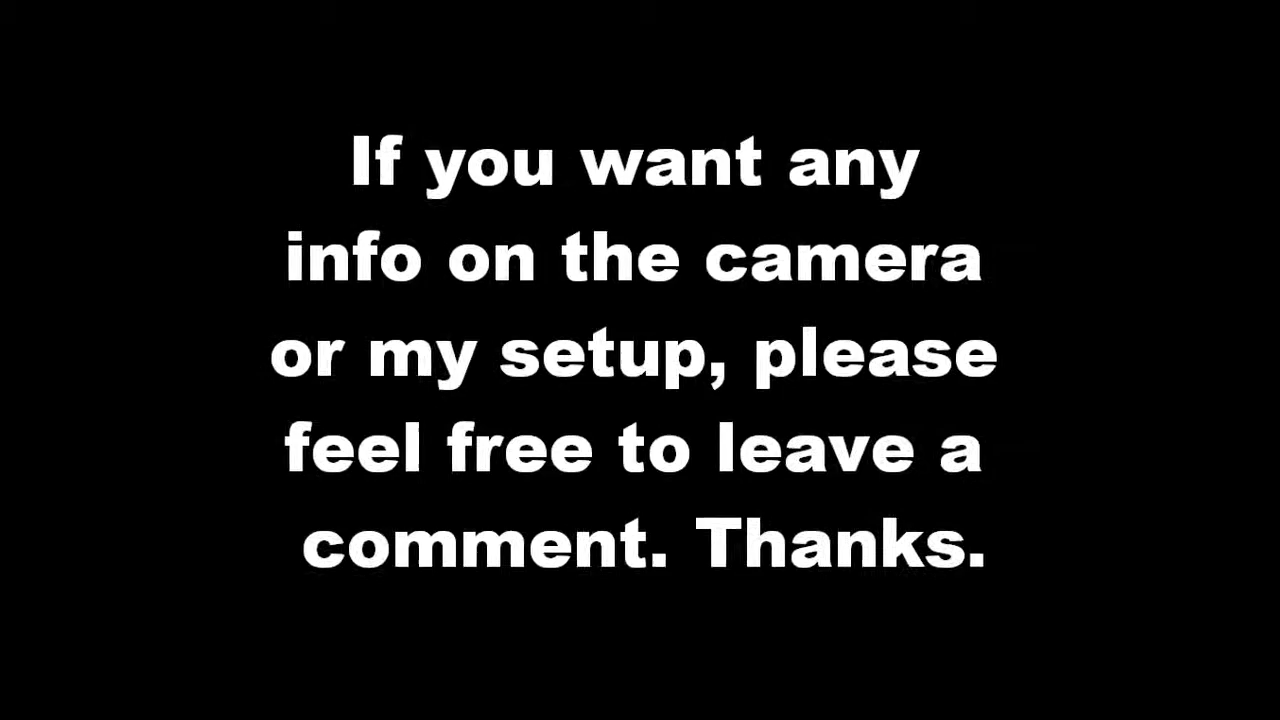 If you want any
info on the camera
or my setup, please
feel free to leave a
comment. Thanks.